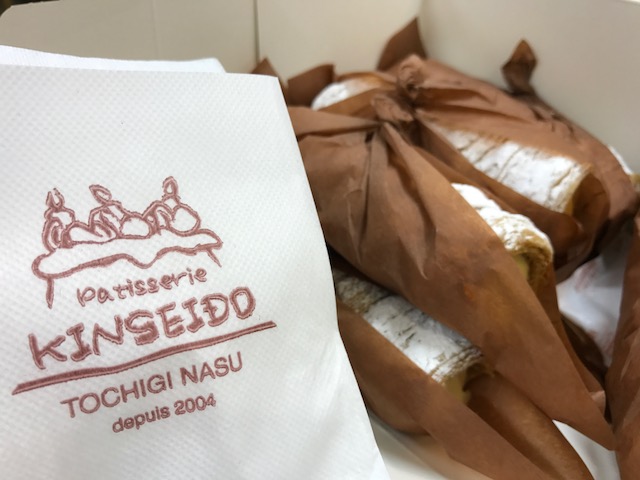 patisserie
KINSEIDO
TOCHIGI NASU
depuis 2004